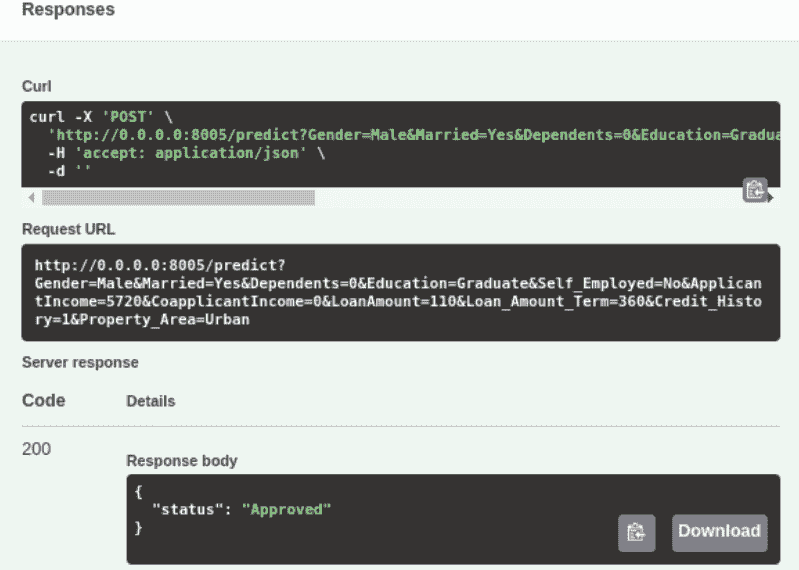 Responses
Curl
curl -X 'POST' \
'http://0.0.0.0:8005/predict?Gender=Male&Married=Yes&Dependents=0&Education=Gradua
-H 'accept: application/json' \
-d ''
Request URL
http://0.0.0.0:8005/predict?
Gender=Male&Married=Yes&Dependents=0&Education=Graduate&Self_Employed=No&Applican
tIncome=5720&CoapplicantIncome=0&LoanAmount=110&Loan_Amount_Term=360&Credit_Histo
ry=1&Property_Area=Urban
Server response
Code Details
200
Response body
{
"status": "Approved"
}
Download